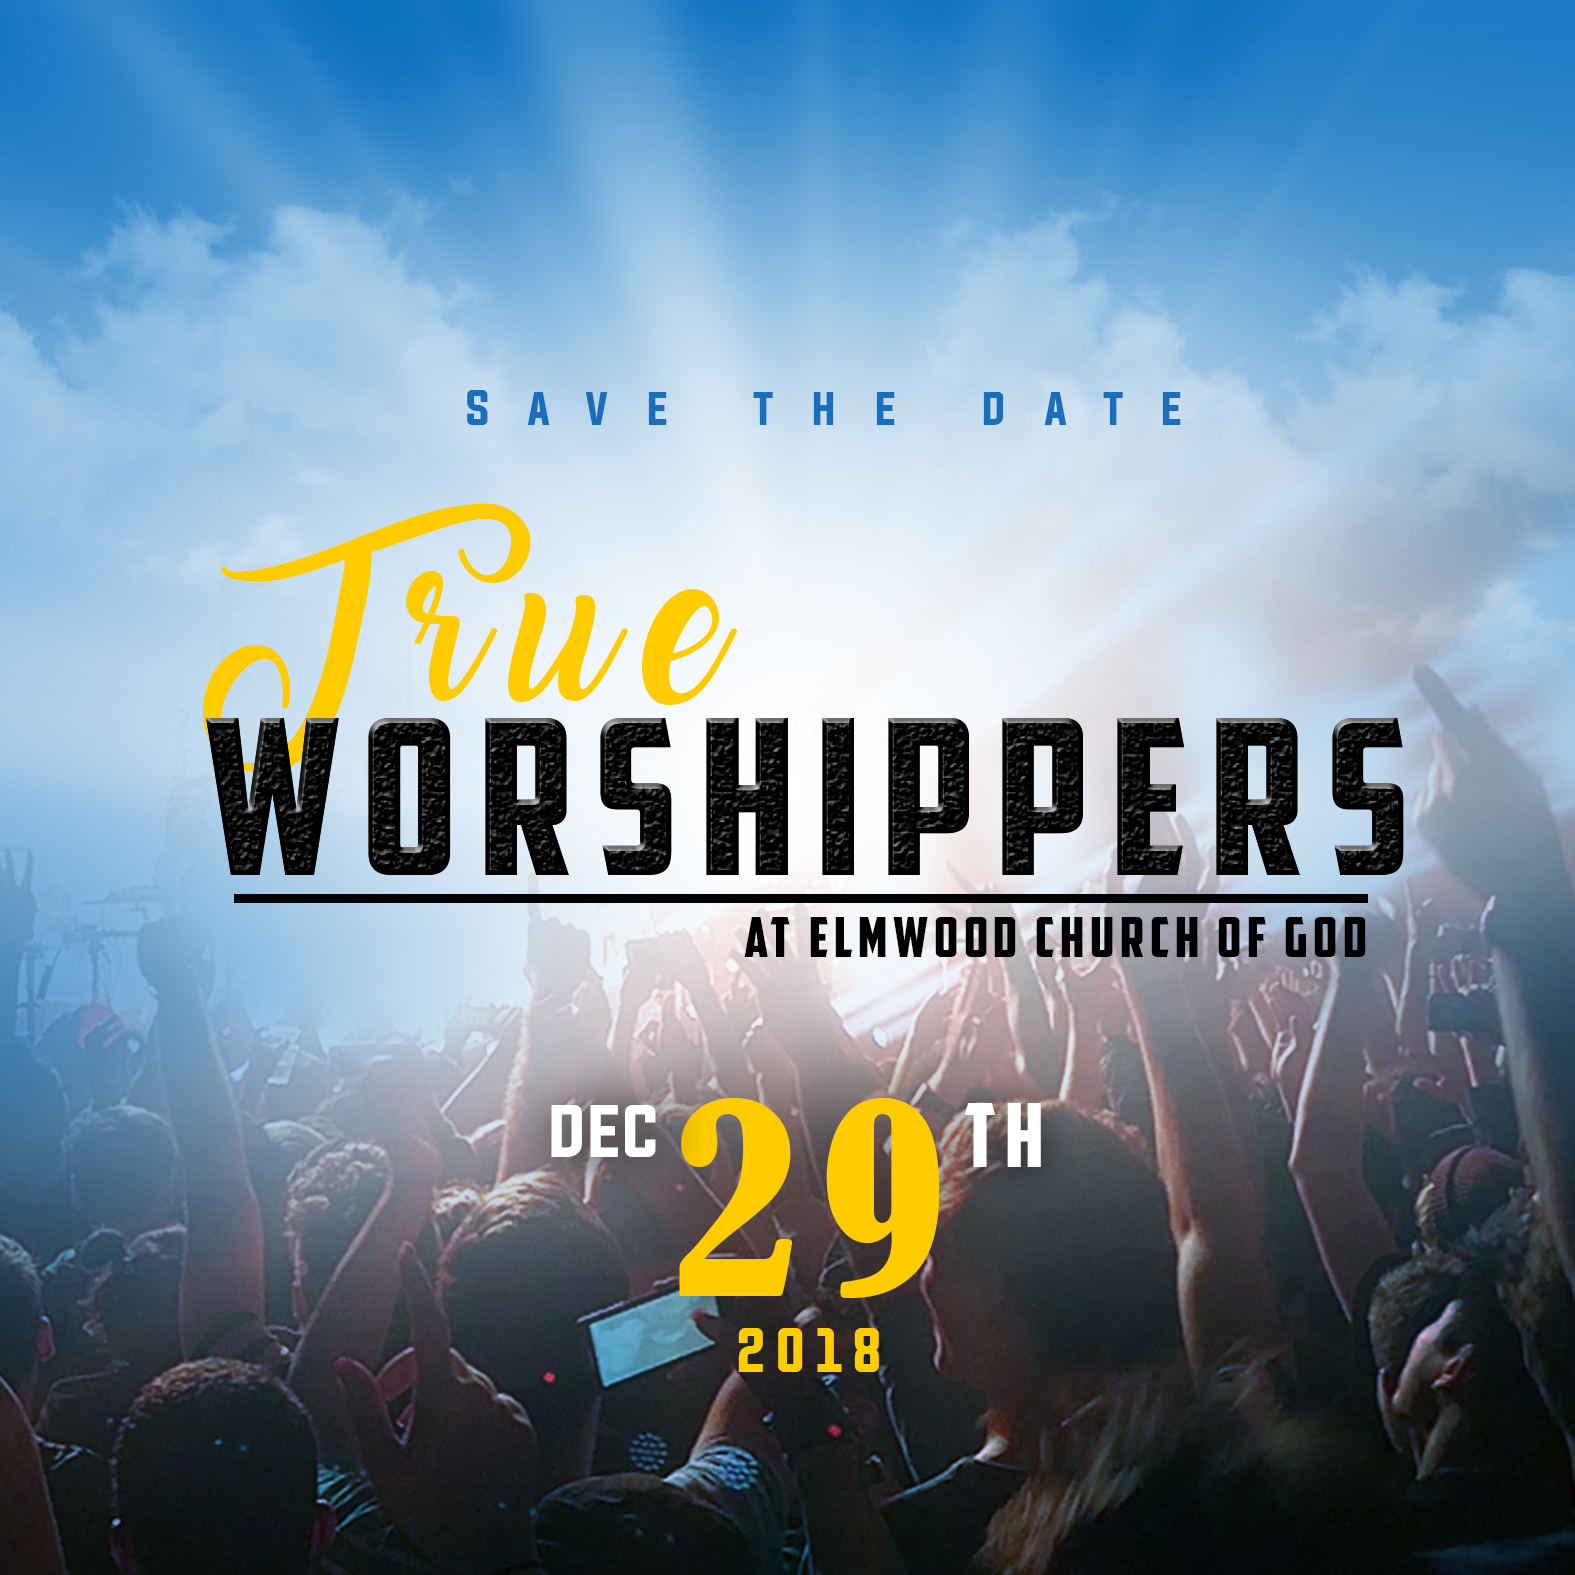 SAVE THE DATE
True
WORSHIPPERS
AT ELMWOOD CHURCH OF GOD
DEC 29TH
2018